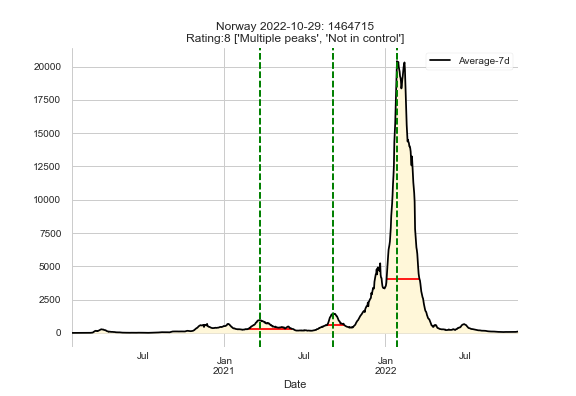 Norway 2022-10-29: 1464715
Rating:8 ['Multiple peaks', 'Not in control']
Average-7d
20000
17500
15000
12500
10000
7500
5000
2500
0
Jul
Jan
2021
Jul
Jan
2022
Jul
Date